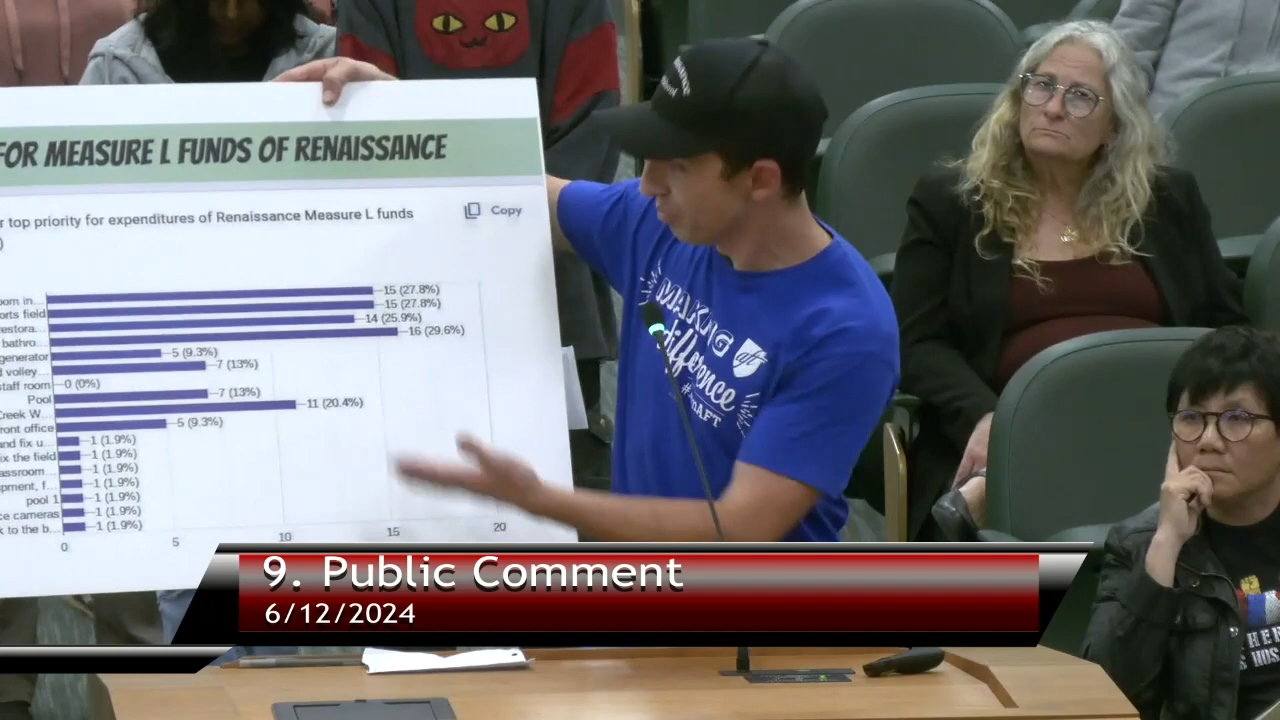 FOR MEASURE L FUNDS OF RENAISSANCE
r top priority for expenditures of Renaissance Measure L funds
)
Copy
om in...
15 (27.8%)
orts field
15 (27.8%)
estora...
14 (25.9%)
bathro...
16 (29.6%)
generator
5 (9.3%)
d volley...
7 (13%)
staff room
0 (0%)
Pool
7 (13%)
Creek W...
11 (20.4%)
ront office
5 (9.3%)
and fix u...
1 (1.9%)
ix the field
1 (1.9%)
assroom...
1 (1.9%)
pment, f...
1 (1.9%)
pool 1
1 (1.9%)
ce cameras
1 (1.9%)
k to the b...
1 (1.9%)
0 5 10 15 20
MAKING
a difference
aft
9. Public Comment
6/12/2024